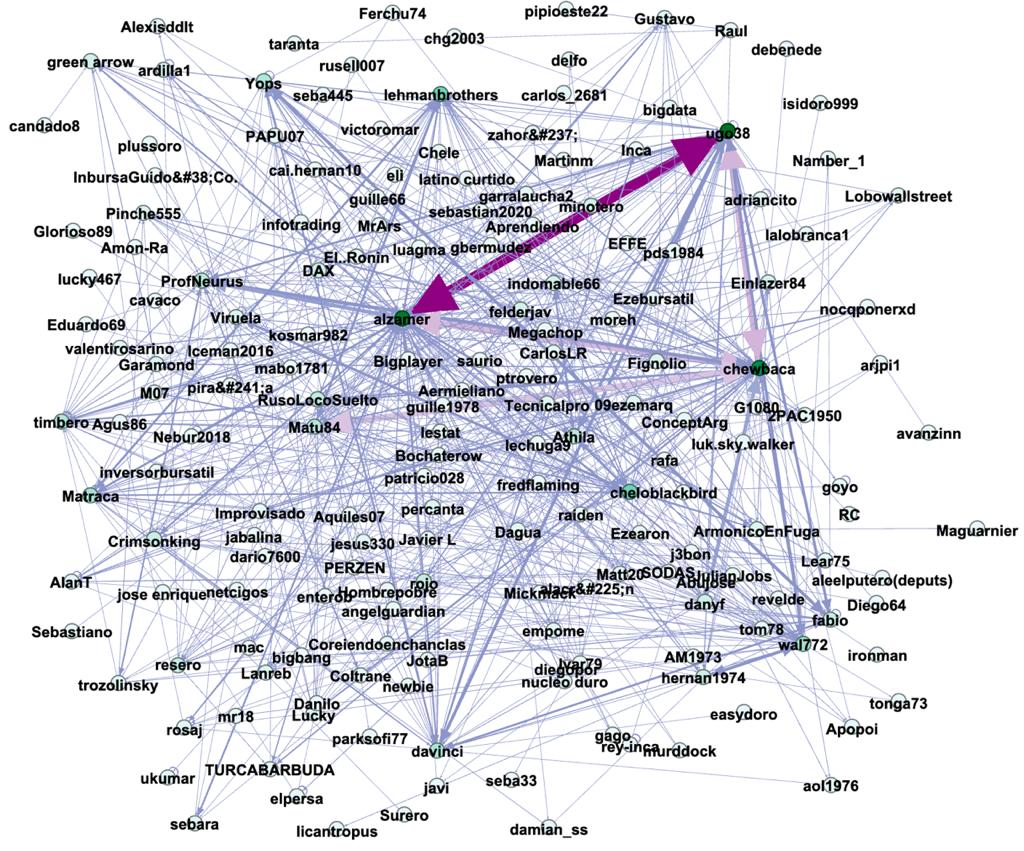 Ferchu74
pipioeste22
Gustavo
Raul
Alexisddlt
taranta
chg2003
debenede
green arrow
ardilla1
rusell007
delfo
Yops
seba445
lehmanbrothers
carlos_2681
bigdata
isidoro999
candado8
PAPU07
victoromar
zahor&#237;
ugo38
plussoro
Chele
Martinm
Inca
Namber_1
InbursaGuido&#38;Co.
cai.hernan10
eli
latino curtido
garralaucha2
Lobowallstreet
guille66
sebastian2020
minotero
adriancito
Pinche555
infotrading
MrArs
Aprendiendo
Glorioso89
Amon-Ra
luagma
gbermudez
EFFE
pds1984
lalobranca1
El..Ronin
DAX
lucky467
ProfNeurus
indomable66
Einlazer84
cavaco
Ezebursatil
nocqponerxd
Viruela
alzamer
felderjav
moreh
Eduardo69
kosmar982
Megachop
valentirosarino
Iceman2016
Garamond
mabo1781
Bigplayer
saurio
CarlosLR
Fignolio
chewbaca
arjpi1
M07
pira&#241;a
RusoLocoSuelto
Aermieliano
ptrovero
guille1978
Tecnicalpro
09ezemarq
G1080
2PAC1950
timbero
Agus86
Matu84
ConceptArg
Nebur2018
lestat
lechuga9
Athila
luk.sky.walker
avanzinn
Bochaterow
rafa
inversorbursatil
patricio028
fredflaming
cheloblackbird
goyo
Matraca
Improvisado
Aquiles07
percanta
raiden
RC
Crimsonking
jabalina
jesus330
Javier L
Dagua
Ezearon
ArmonicoEnFuga
Maguarnier
dario7600
PERZEN
j3bon
Lear75
AlanT
jose enrique
netcigos
enterob
Hombrepobre
rojo
Mickmack
alacr&#225;n
Matt20
SODAS
JulianJobs
aleelputero(deputs)
angelguardian
danyf
revelde
Diego64
fabio
Sebastiano
empome
tom78
mac
Coreiendoenchanclas
wal772
ironman
resero
bigbang
JotaB
Ivar79
AM1973
trozolinsky
Lanreb
Coltrane
newbie
diegopor
nucleo duro
hernan1974
Danilo
Lucky
mr18
easydoro
tonga73
rosaj
parksofi77
davinci
gago
rey-inca
murddock
Apopoi
ukumar
TURCABARBUDA
javi
seba33
aol1976
elpersa
sebara
licantropus
Surero
damian_ss